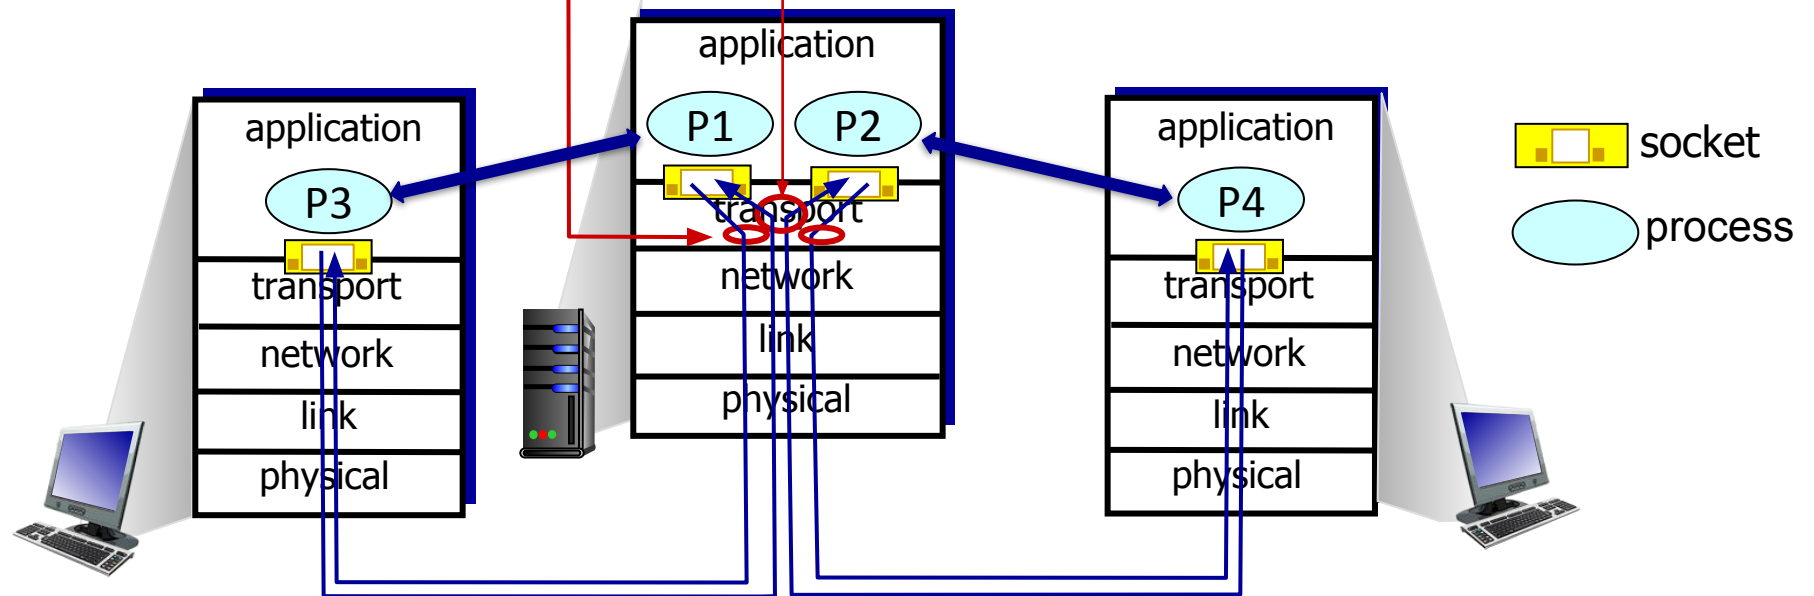 application
P1
P2
transport
network
link
physical
application
P3
transport
network
link
physical
application
P4
transport
network
link
physical
socket
process